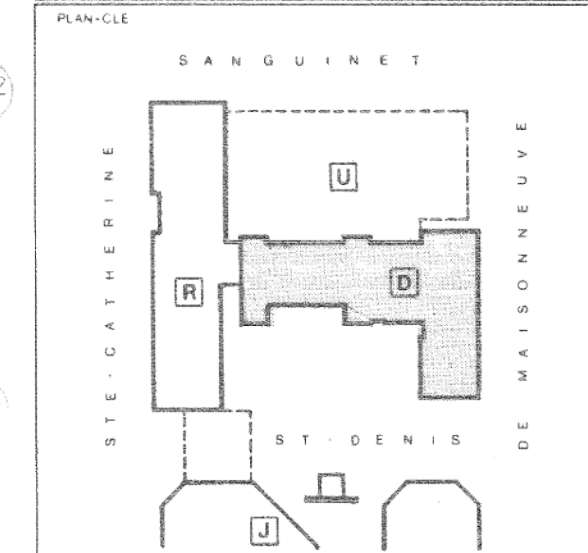 PLAN-CLÉ
SANGUINET
STE-CATHERINE
DE MAISONNEUVE
U
R
D
ST-DENIS
J